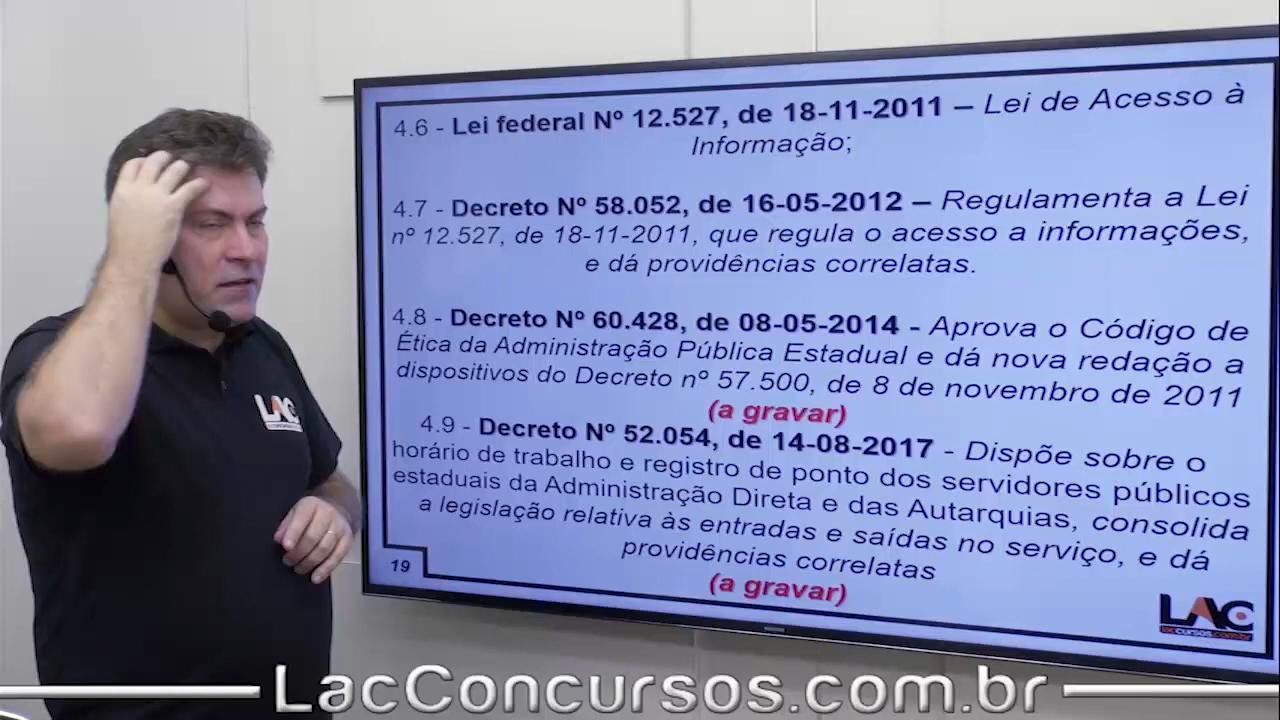 4.6 - Lei federal Nº 12.527, de 18-11-2011 – Lei de Acesso à
Informação;
4.7 - Decreto Nº 58.052, de 16-05-2012 – Regulamenta a Lei
nº 12.527, de 18-11-2011, que regula o acesso a informações,
e dá providências correlatas.
4.8 - Decreto Nº 60.428, de 08-05-2014 - Aprova o Código de
Ética da Administração Pública Estadual e dá nova redação a
dispositivos do Decreto nº 57.500, de 8 de novembro de 2011
(a gravar)
4.9 - Decreto Nº 52.054, de 14-08-2017 - Dispõe sobre o
horário de trabalho e registro de ponto dos servidores públicos
estaduais da Administração Direta e das Autarquias, consolida
a legislação relativa às entradas e saídas no serviço, e dá
providências correlatas
(a gravar)
19
LAC
laccursos.com.br
LAC
LacConcursos.com.br